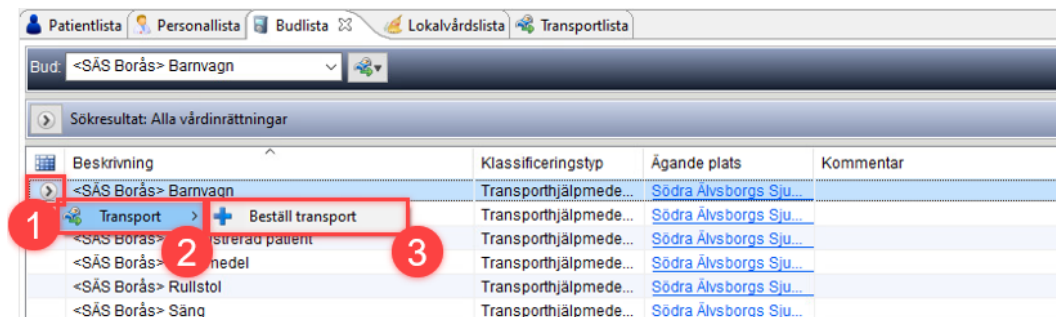 Patientlista Personallista Budlista Lokalvårdslista Transportlista
Bud: <SÄS Borås> Barnvagn
Sökresultat: Alla vårdinrättningar
Beskrivning Klassificeringstyp Ägande plats Kommentar
<SÄS Borås> Barnvagn Transporthjälpmede... Södra Älvsborgs Sju...
1 Transport > 2 Beställ transport 3 Transporthjälpmede... Södra Älvsborgs Sju...
<SÄS Borås> patient Transporthjälpmede... Södra Älvsborgs Sju...
<SÄS Borås> Transporthjälpmede... Södra Älvsborgs Sju...
<SÄS Borås> Rullstol Transporthjälpmede... Södra Älvsborgs Sju...
<SÄS Borås> Säng Transporthjälpmede... Södra Älvsborgs Sju...